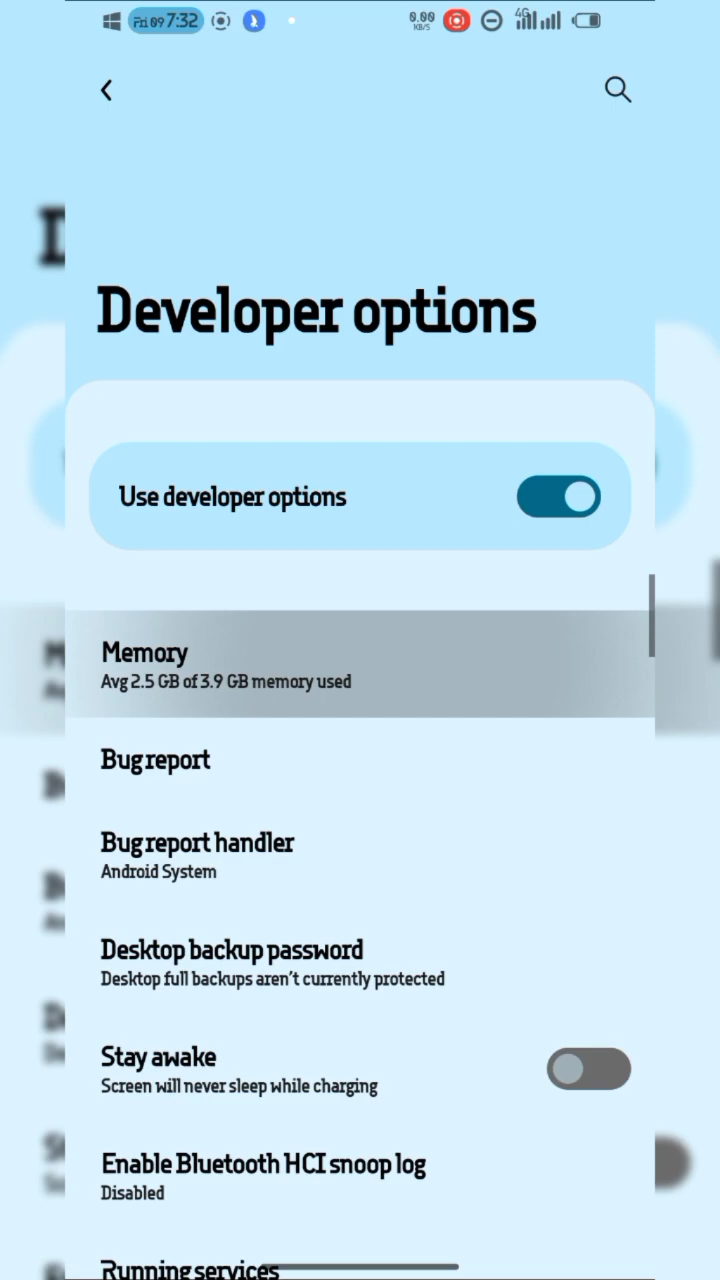 Fri 09 7:32
0.00
KB/S
4G
Developer options
Use developer options
Memory
Avg 2.5 GB of 3.9 GB memory used
Bug report
Bug report handler
Android System
Desktop backup password
Desktop full backups aren't currently protected
Stay awake
Screen will never sleep while charging
Enable Bluetooth HCI snoop log
Disabled
Running services